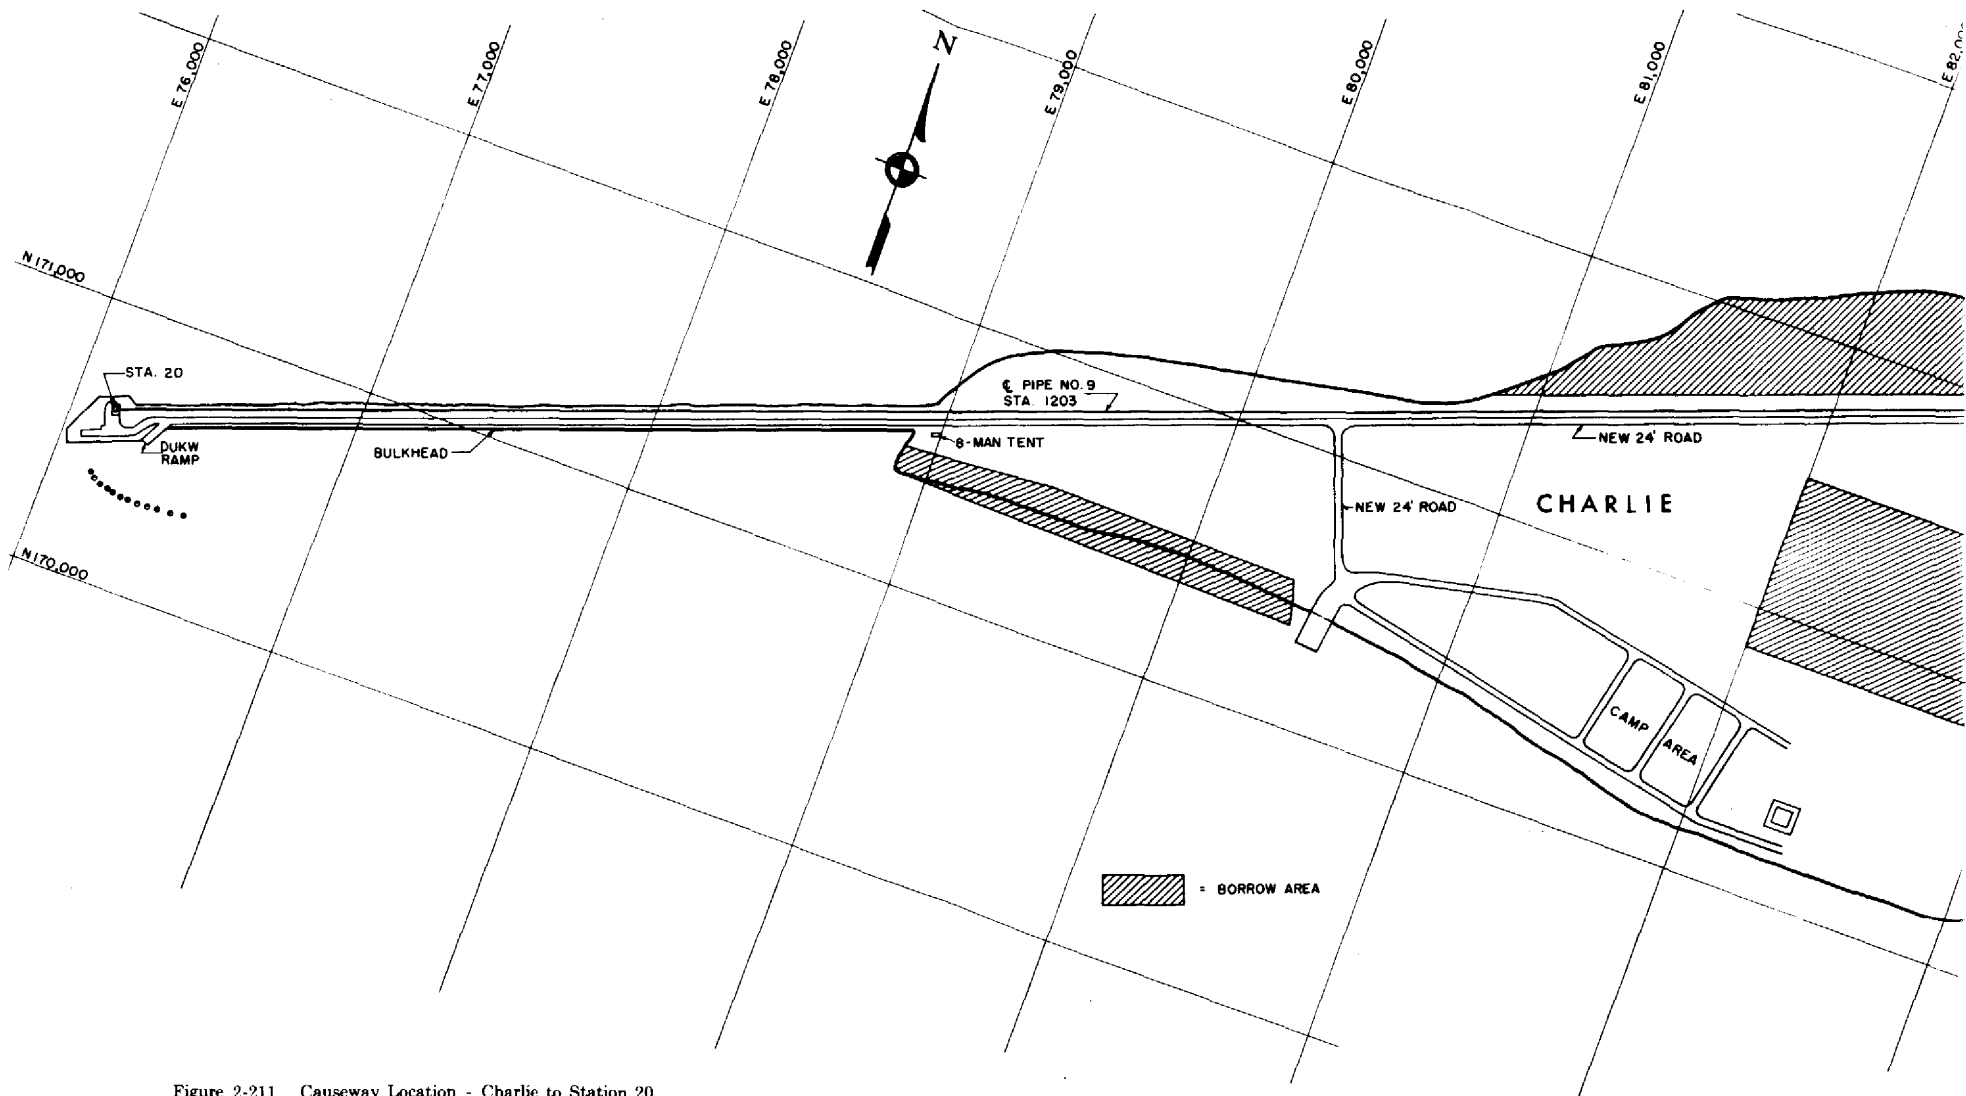 E 76,000
E 77,000
E 78,000
N
E 79,000
E 80,000
E 81,000
E 82,000
N 171,000
STA. 20
DUKW
RAMP
BULKHEAD
℄ PIPE NO. 9
STA. 1203
8-MAN TENT
NEW 24' ROAD
NEW 24' ROAD
CHARLIE
N 170,000
CAMP
AREA
= BORROW AREA
Figure 2-211 Causeway Location - Charlie to Station 20